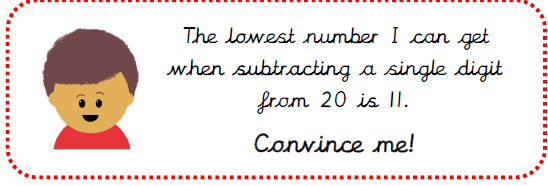 The lowest number I can get
when subtracting a single digit
from 20 is 11.
Convince me!